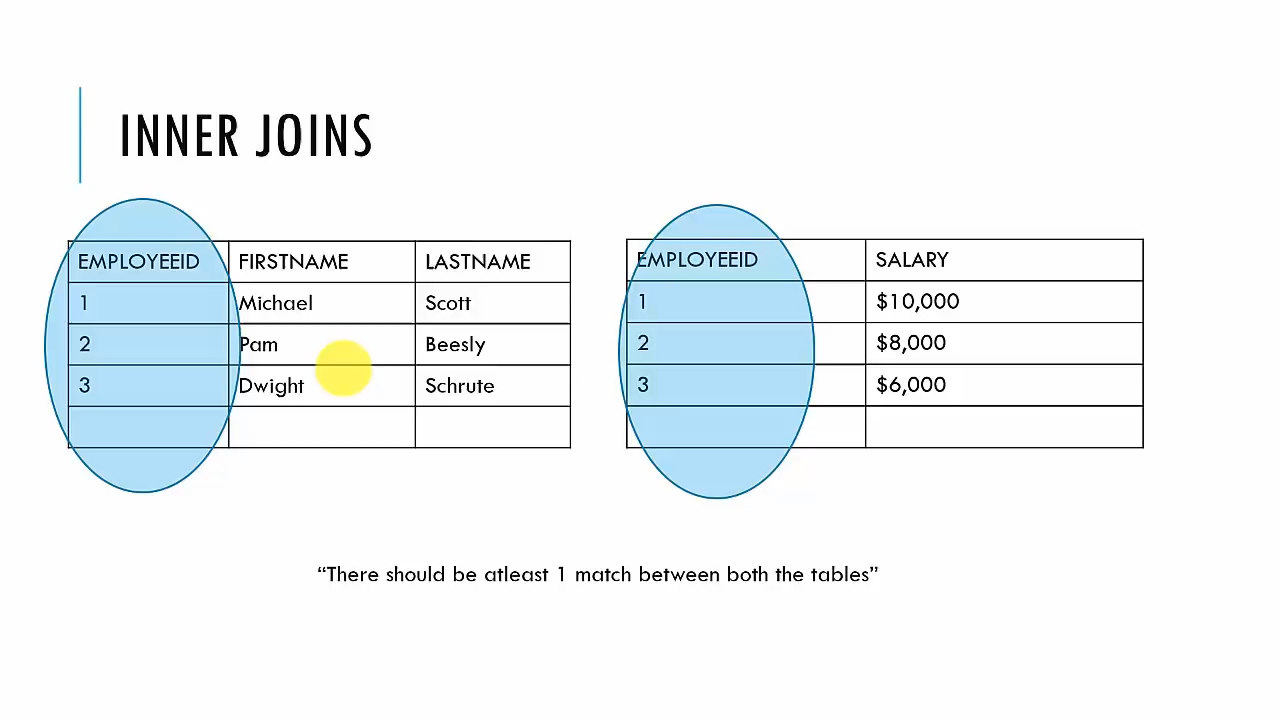 INNER JOINS
EMPLOYEEID FIRSTNAME LASTNAME
1 Michael Scott
2 Pam Beesly
3 Dwight Schrute
EMPLOYEEID SALARY
1 $10,000
2 $8,000
3 $6,000
“There should be atleast 1 match between both the tables”